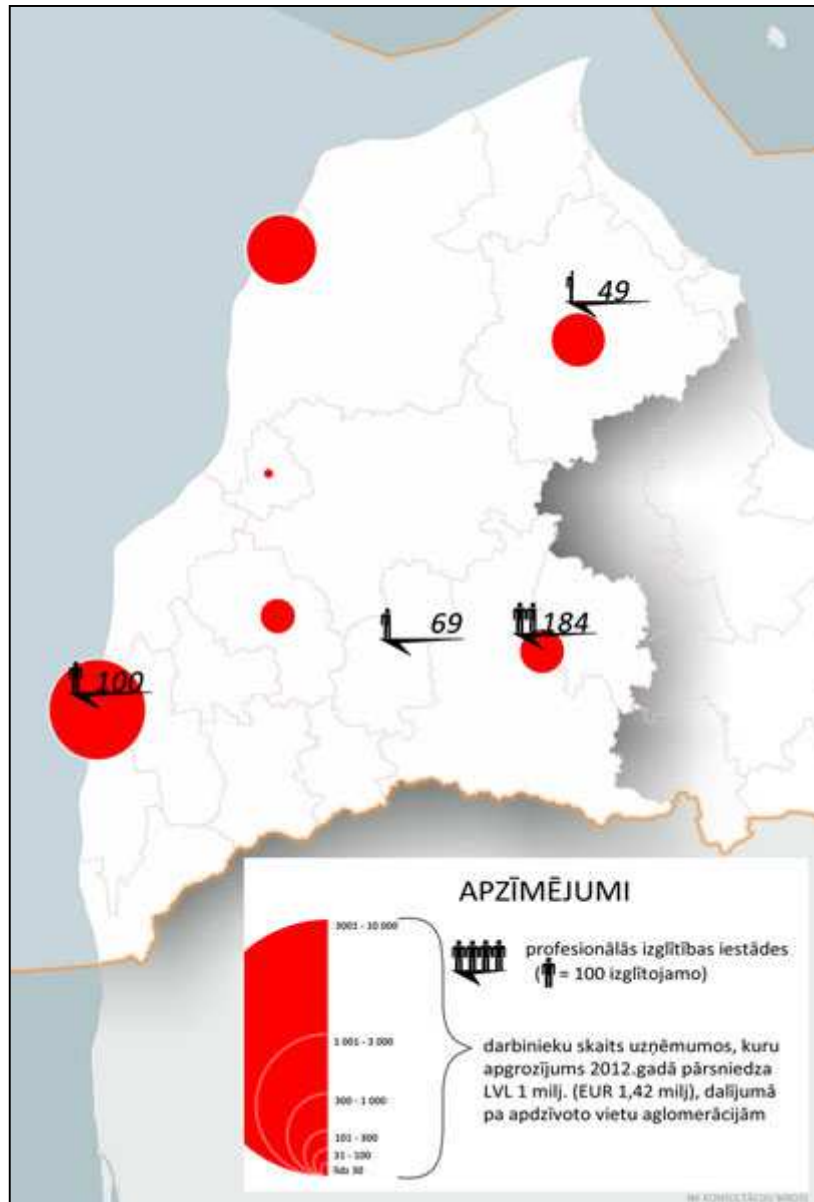 49
69
184
100
APZĪMĒJUMI
3001 - 10 000
1 001 - 3 000
300 - 1 000
101 - 300
31 - 100
līdz 30
profesionālās izglītības iestādes
( = 100 izglītojamo)
darbinieku skaits uzņēmumos, kuru
apgrozījums 2012.gadā pārsniedza
LVL 1 milj. (EUR 1,42 milj), dalījumā
pa apdzīvoto vietu aglomerācijām